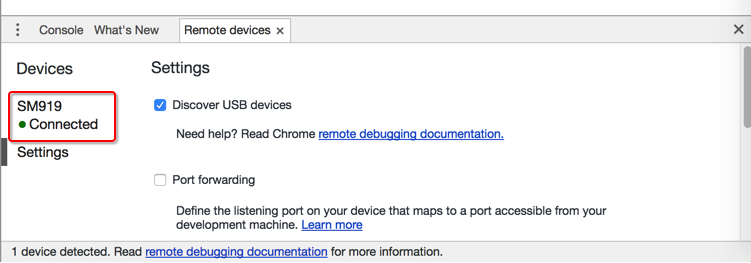 Console What's New Remote devices
Devices
SM919
Connected
Settings
Settings
Discover USB devices
Need help? Read Chrome remote debugging documentation.
Port forwarding
Define the listening port on your device that maps to a port accessible from your
development machine. Learn more
1 device detected. Read remote debugging documentation for more information.